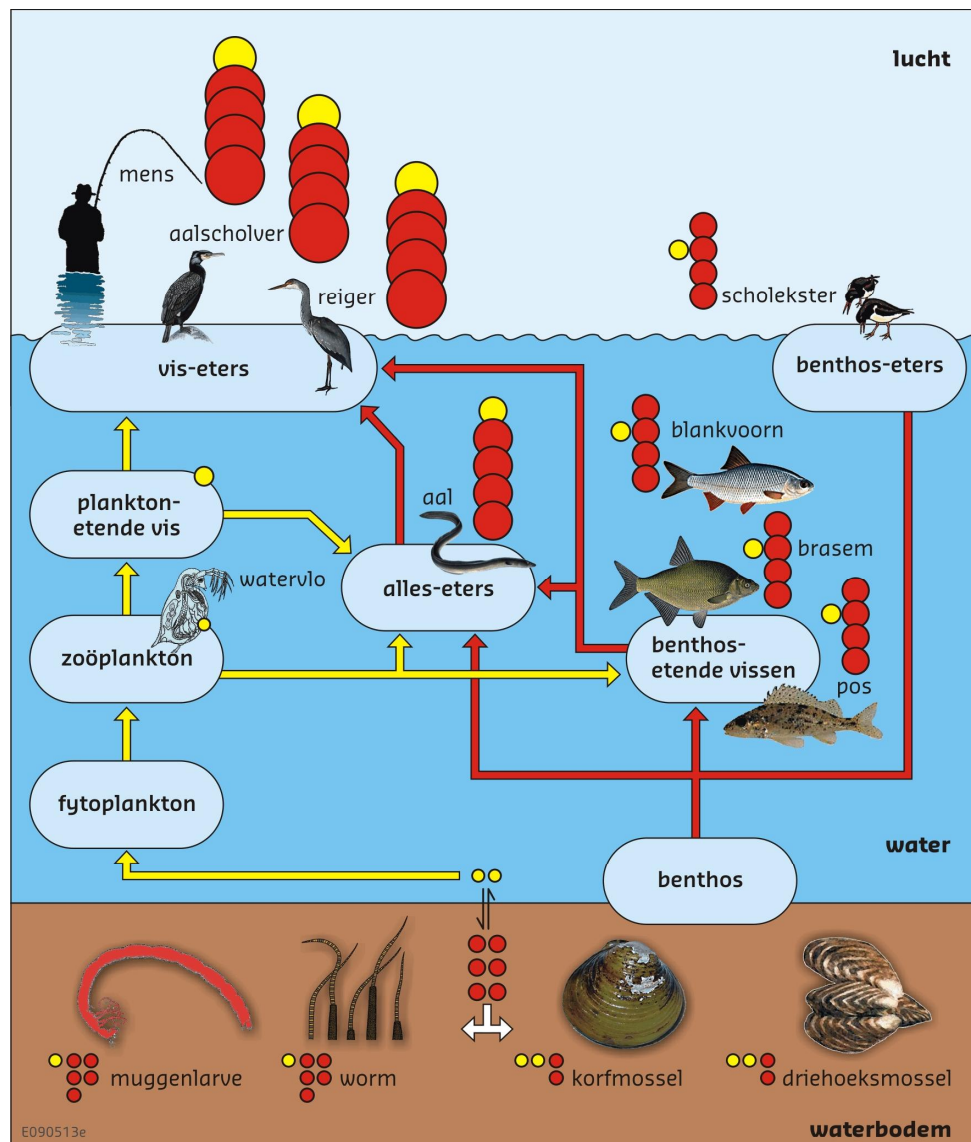 lucht
mens
aalscholver
reiger
scholekster
vis-eters
benthos-eters
blankvoorn
plankton-
etende vis
aal
brasem
watervlo
alles-eters
zoöplankton
benthos-
etende vissen
pos
fytoplankton
water
benthos
muggenlarve
worm
korfmossel
driehoeksmossel
E090513e
waterbodem